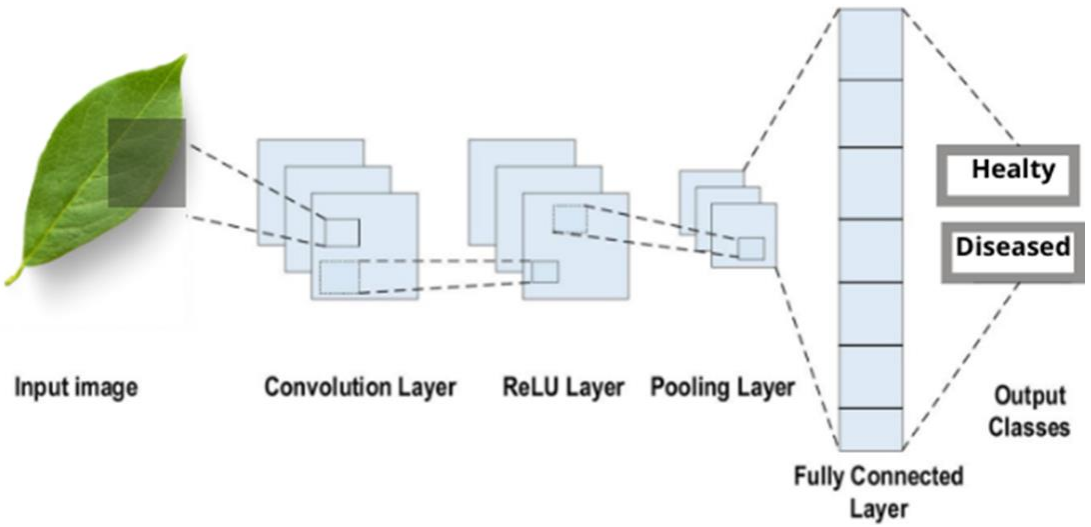 Healty
Diseased
Input image
Convolution Layer
ReLU Layer
Pooling Layer
Output
Classes
Fully Connected
Layer